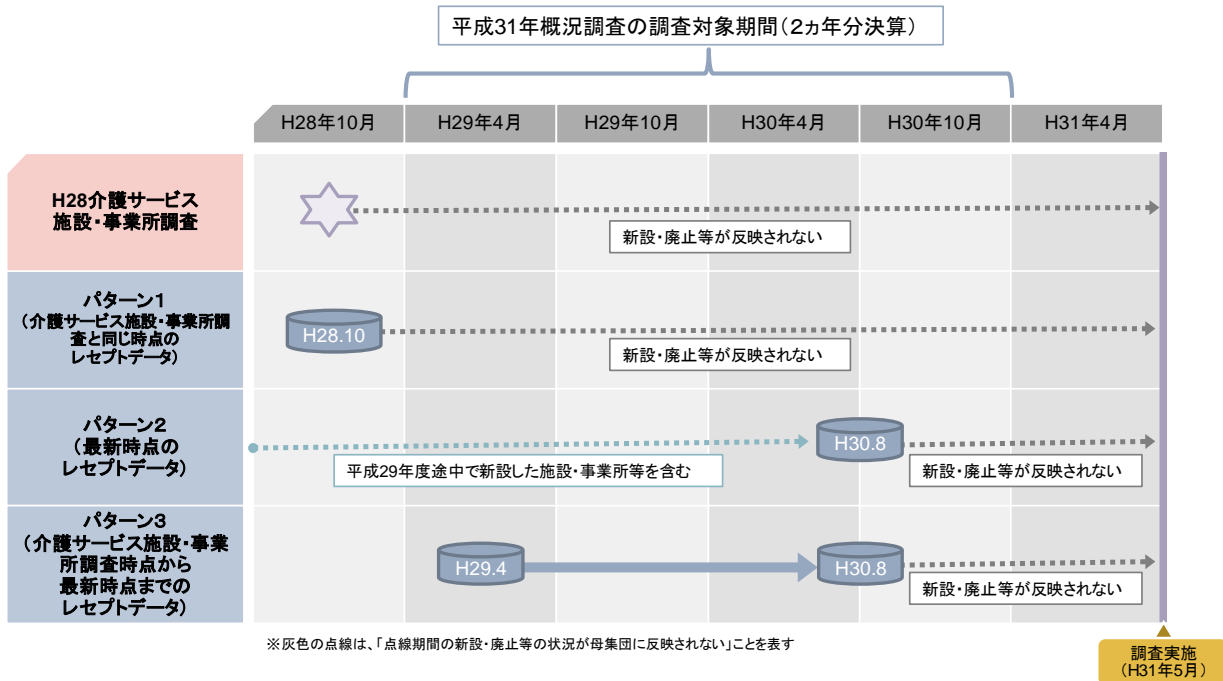 平成31年概況調査の調査対象期間（2ヵ年分決算）
H28年10月
H29年4月
H29年10月
H30年4月
H30年10月
H31年4月
H28介護サービス
施設・事業所調査
新設・廃止等が反映されない
パターン1
（介護サービス施設・事業所調
査と同じ時点の
レセプトデータ）
H28.10
新設・廃止等が反映されない
パターン2
（最新時点の
レセプトデータ）
平成29年度途中で新設した施設・事業所等を含む
H30.8
新設・廃止等が反映されない
パターン3
（介護サービス施設・事業
所調査時点から
最新時点までの
レセプトデータ）
H29.4
H30.8
新設・廃止等が反映されない
※灰色の点線は、「点線期間の新設・廃止等の状況が母集団に反映されない」ことを表す
調査実施
（H31年5月）